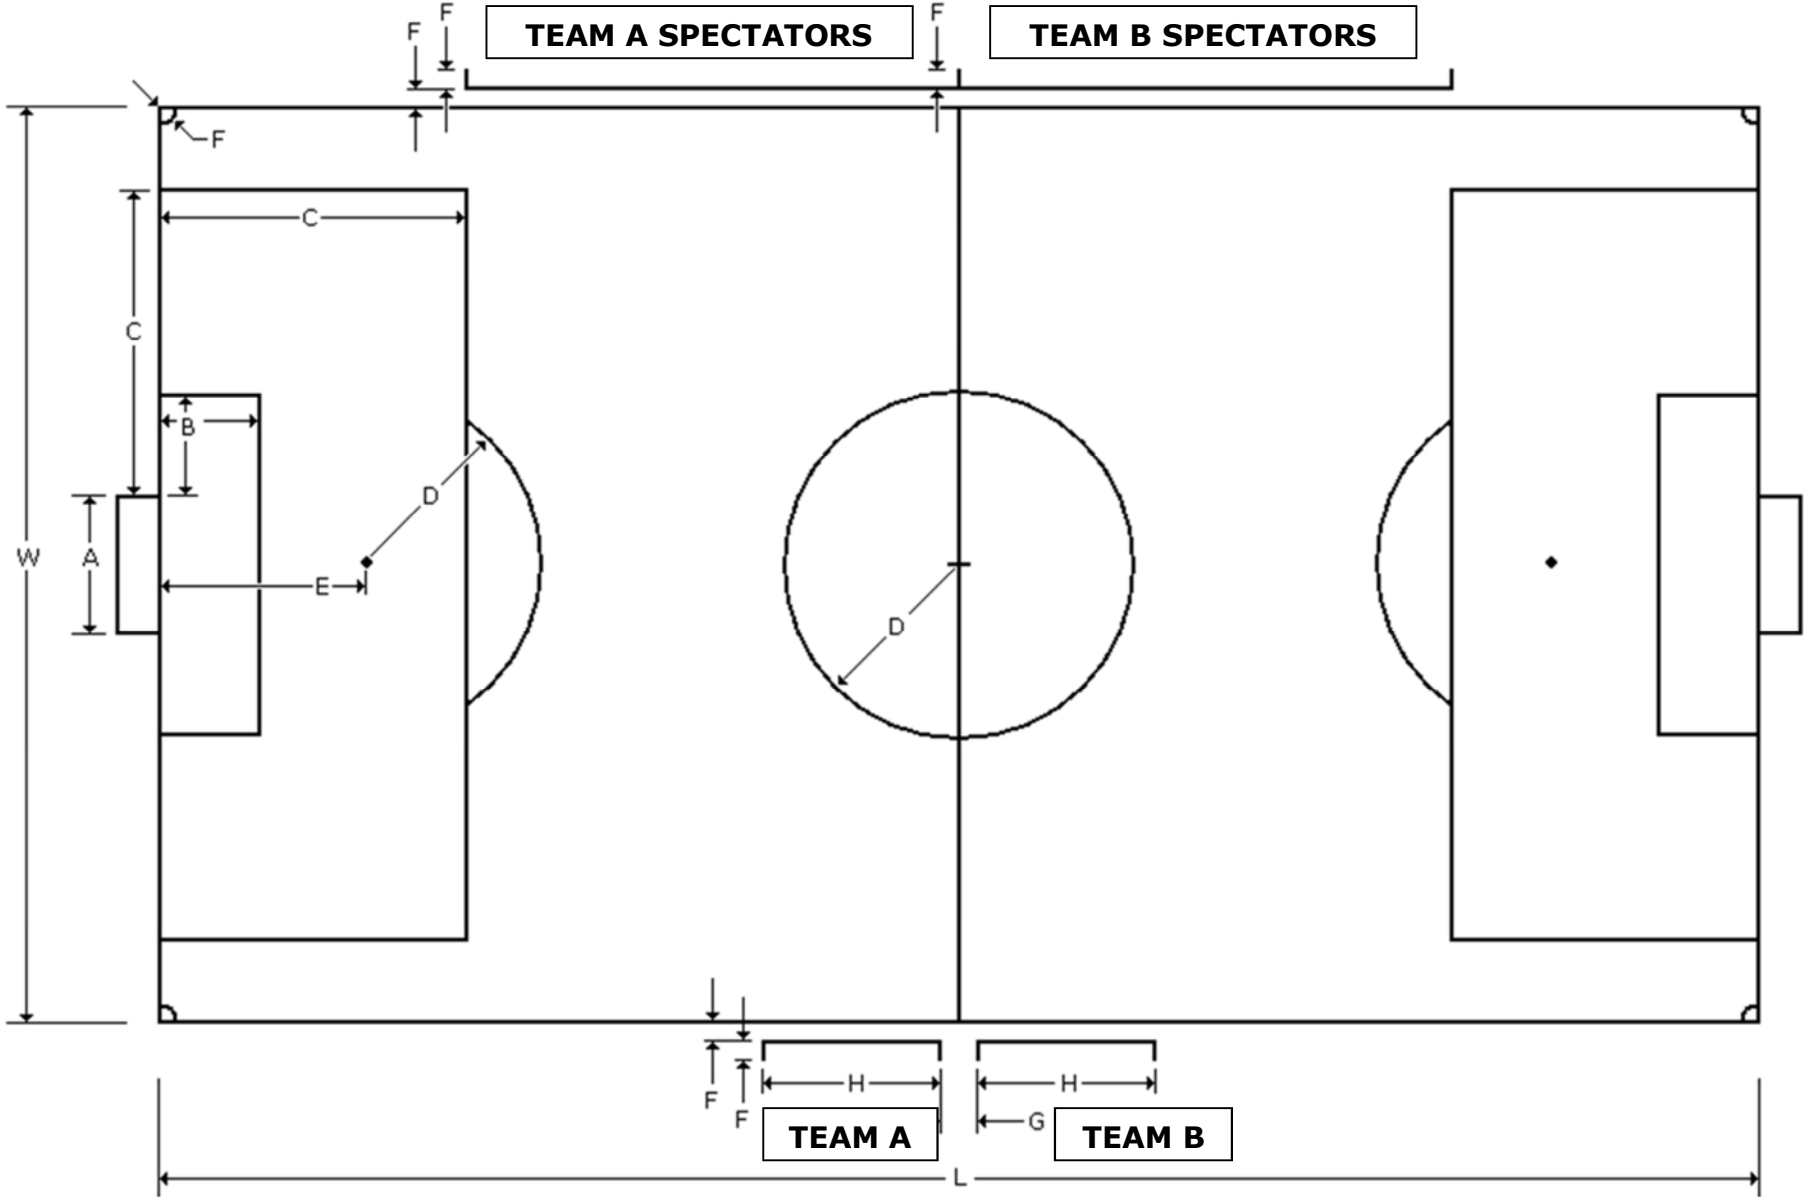 F
F
TEAM A SPECTATORS
F
TEAM B SPECTATORS
F
C
C
B
D
W
A
E
D
H
H
F
F
G
TEAM A
TEAM B
L